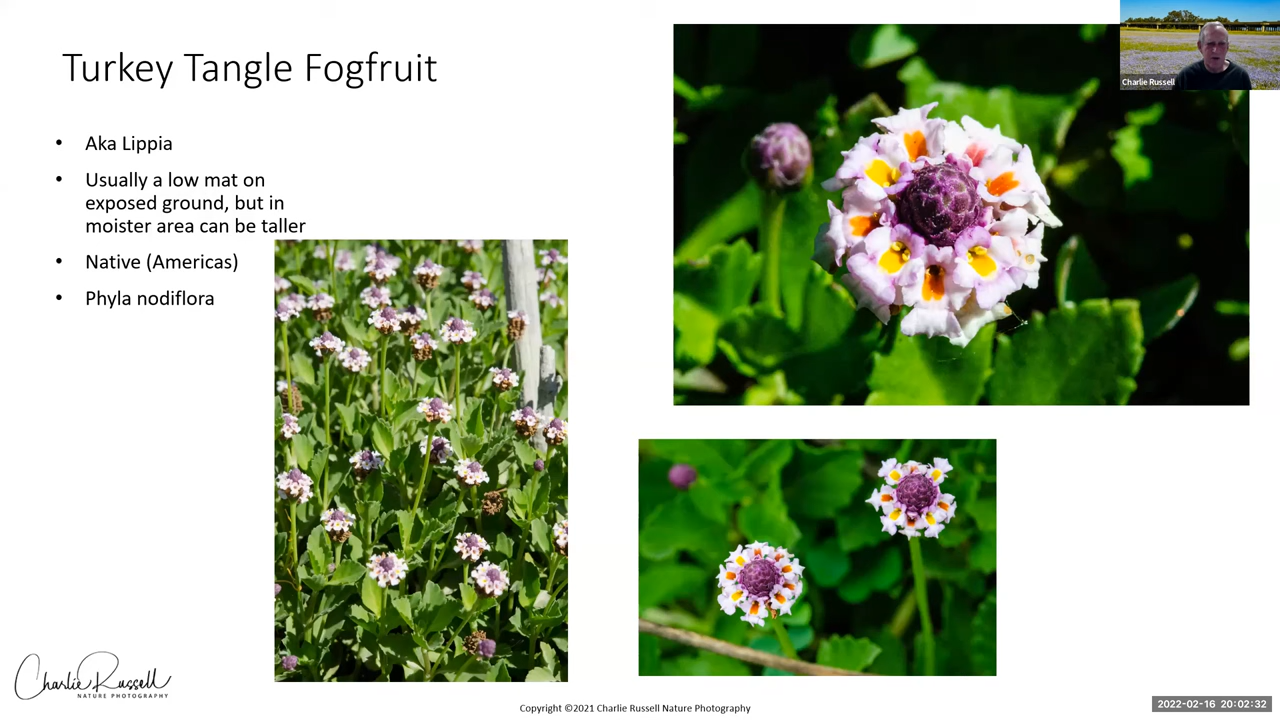 Turkey Tangle Fogfruit
Charlie Russell
• Aka Lippia
• Usually a low mat on
exposed ground, but in
moister area can be taller
• Native (Americas)
• Phyla nodiflora
Charlie Russell
NATURE PHOTOGRAPHY
Copyright ©2021 Charlie Russell Nature Photography
2022-02-16 20:02:32